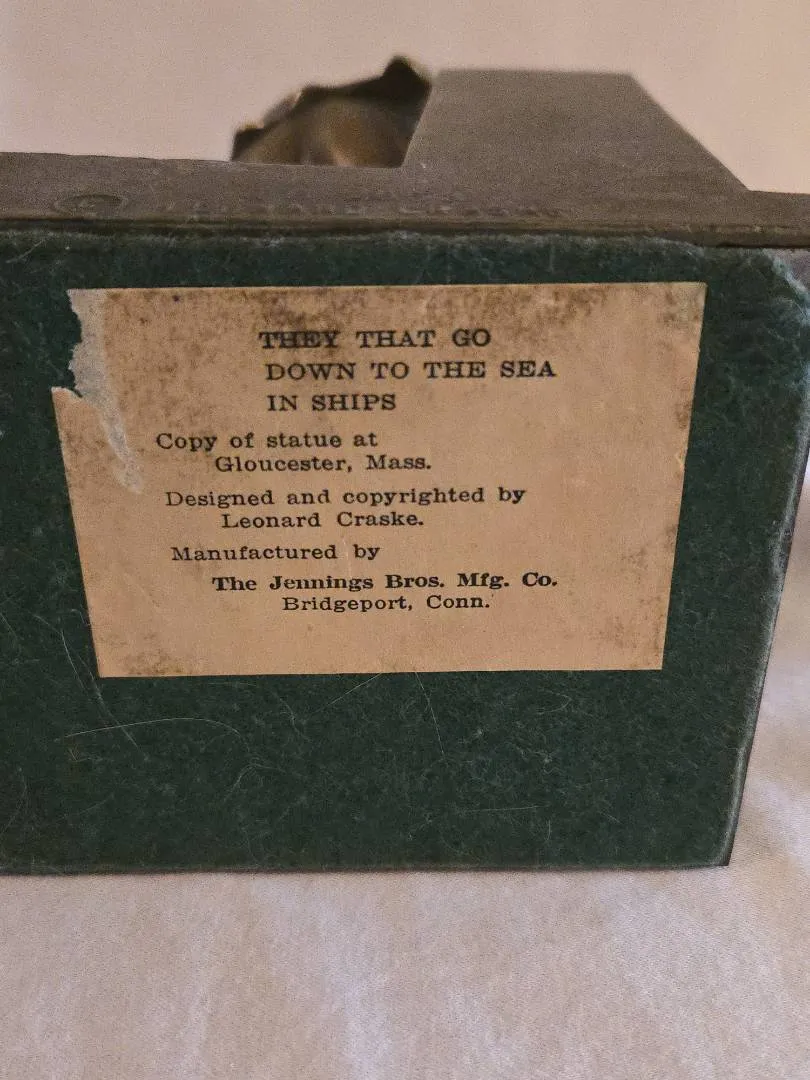 THEY THAT GO
DOWN TO THE SEA
IN SHIPS
Copy of statue at
Gloucester, Mass.
Designed and copyrighted by
Leonard Craske.
Manufactured by
The Jennings Bros. Mfg. Co.
Bridgeport, Conn.